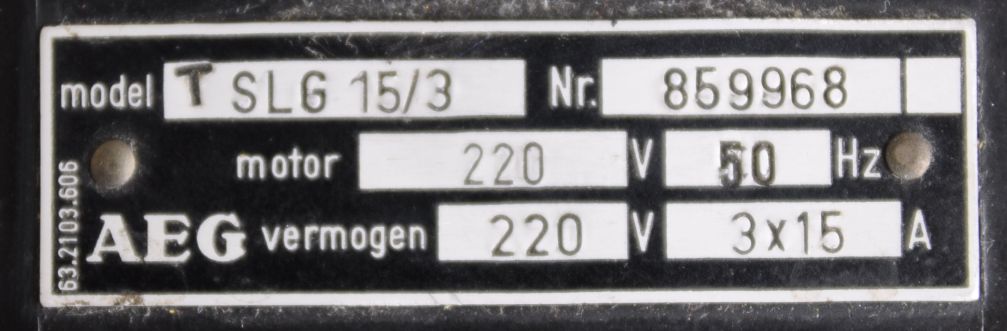 model T SLG 15/3 Nr. 859968
motor 220 V 50 Hz
AEG vermogen 220 V 3x15 A
63.2103.606